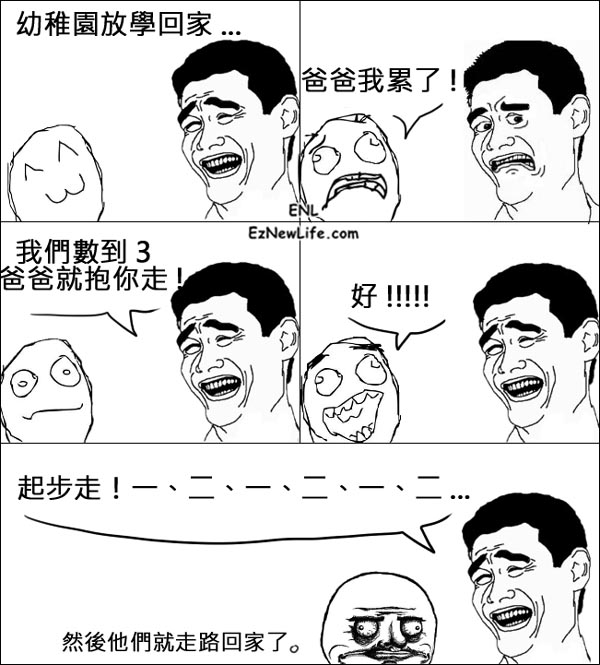 幼稚園放學回家...
爸爸我累了!
ENL
EzNewLife.com
我們數到3
爸爸就抱你走!
好!!!!!
起步走!一、二、一、二、一、二...
然後他們就走路回家了。